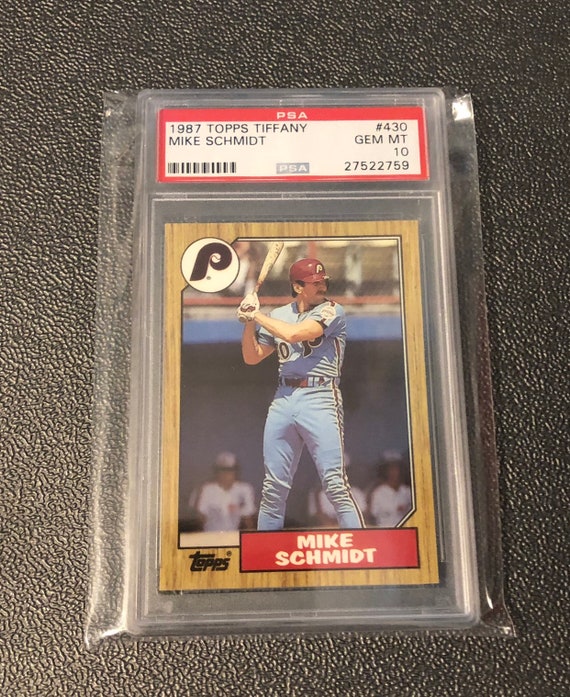 PSA
1987 TOPPS TIFFANY #430
MIKE SCHMIDT GEM MT
10
PSA 27522759
P
P
P
MIKE
SCHMIDT
Topps®